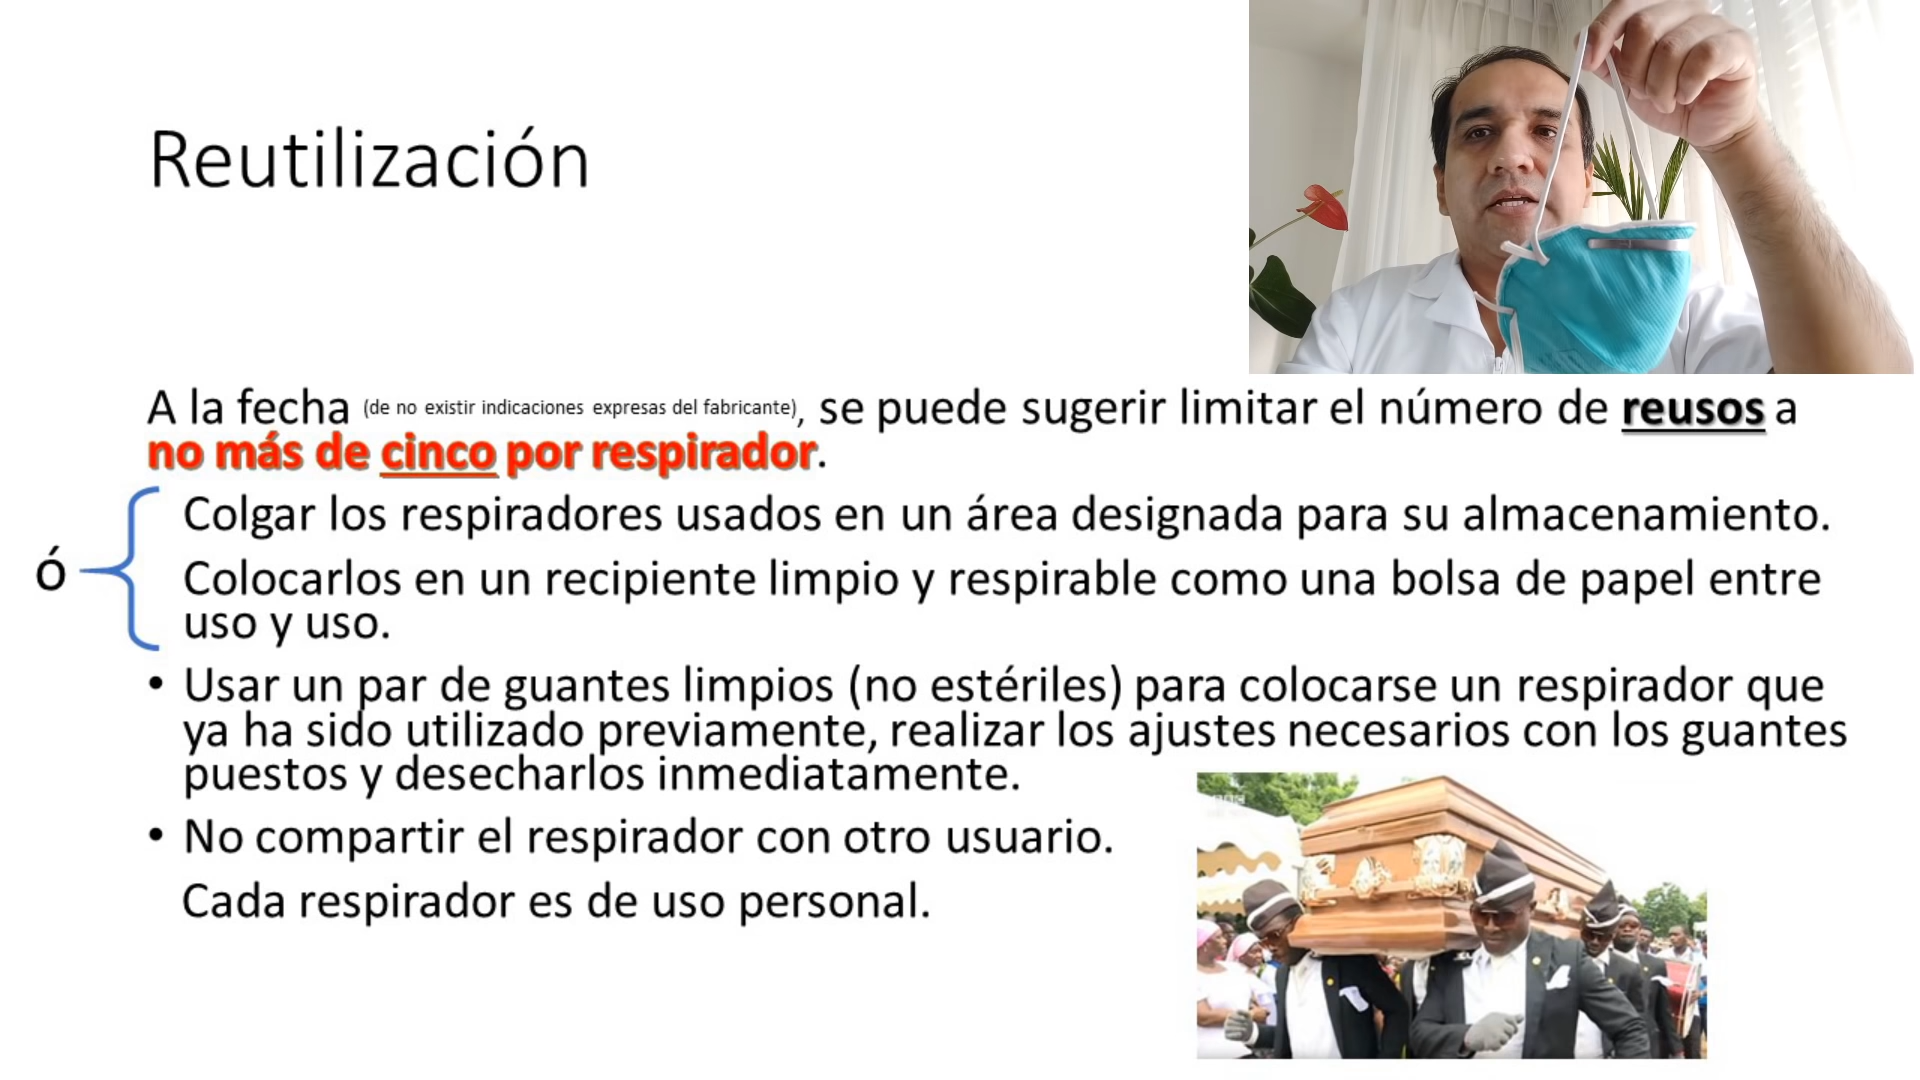 Reutilización
A la fecha (de no existir indicaciones expresas del fabricante), se puede sugerir limitar el número de reusos a
no más de cinco por respirador.
Colgar los respiradores usados en un área designada para su almacenamiento.
ó
Colocarlos en un recipiente limpio y respirable como una bolsa de papel entre
uso y uso.
• Usar un par de guantes limpios (no estériles) para colocarse un respirador que
ya ha sido utilizado previamente, realizar los ajustes necesarios con los guantes
puestos y desecharlos inmediatamente.
• No compartir el respirador con otro usuario.
Cada respirador es de uso personal.